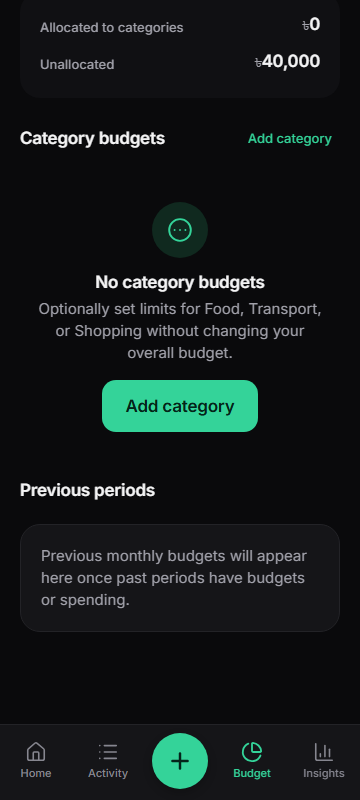 Allocated to categories ৳0
Unallocated ৳40,000
Category budgets Add category
No category budgets
Optionally set limits for Food, Transport,
or Shopping without changing your
overall budget.
Add category
Previous periods
Previous monthly budgets will appear
here once past periods have budgets
or spending.
Home Activity Budget Insights